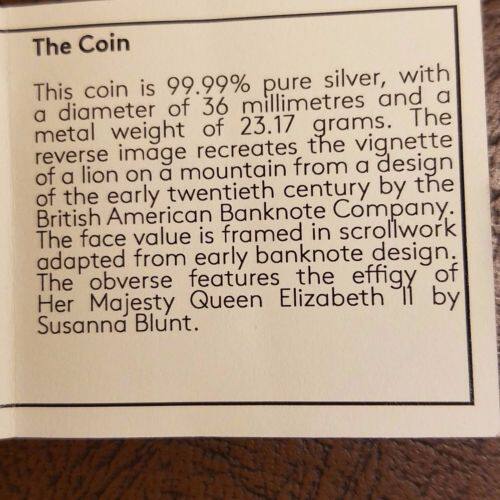 The Coin
This coin is 99.99% pure silver, with
a diameter of 36 millimetres and a
metal weight of 23.17 grams. The
reverse image recreates the vignette
of a lion on a mountain from a design
of the early twentieth century by the
British American Banknote Company.
The face value is framed in scrollwork
adapted from early banknote design.
The obverse features the effigy of
Her Majesty Queen Elizabeth II by
Susanna Blunt.